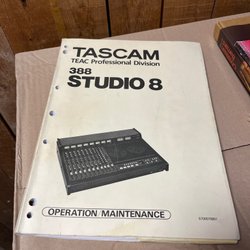 TASCAM
TEAC Professional Division
388
STUDIO 8
OPERATION/MAINTENANCE